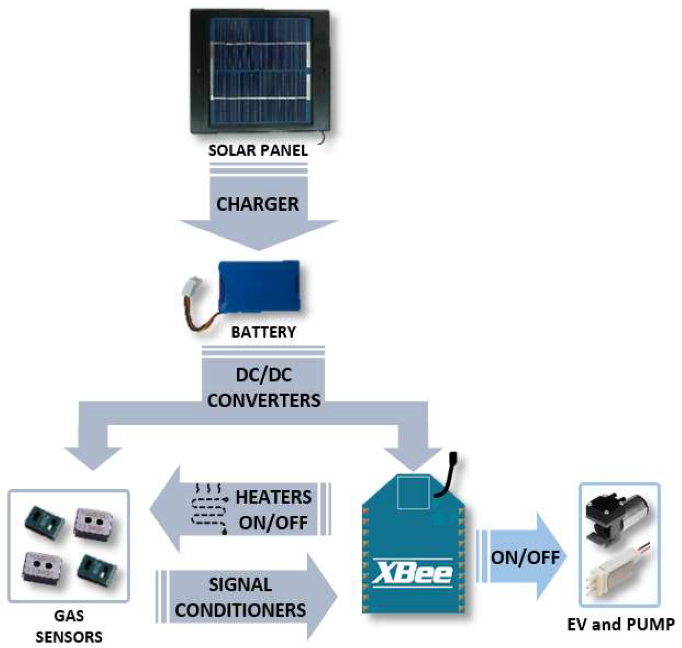 SOLAR PANEL
CHARGER
BATTERY
DC/DC
CONVERTERS
HEATERS
ON/OFF
XBee
ON/OFF
SIGNAL
CONDITIONERS
GAS
SENSORS
EV and PUMP